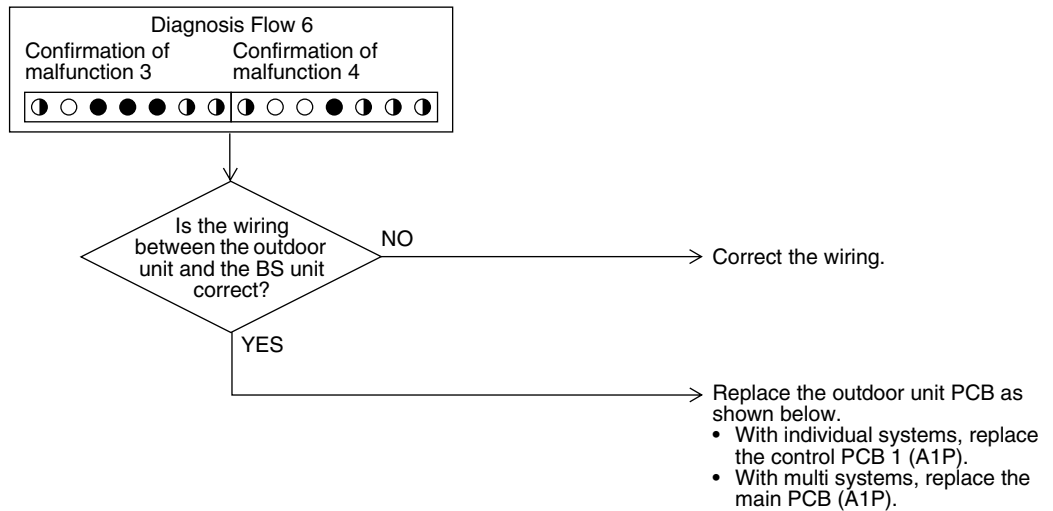 Diagnosis Flow 6
Confirmation of
malfunction 3
Confirmation of
malfunction 4
Is the wiring
between the outdoor
unit and the BS unit
correct?
NO
Correct the wiring.
YES
Replace the outdoor unit PCB as
shown below.
• With individual systems, replace
the control PCB 1 (A1P).
• With multi systems, replace the
main PCB (A1P).